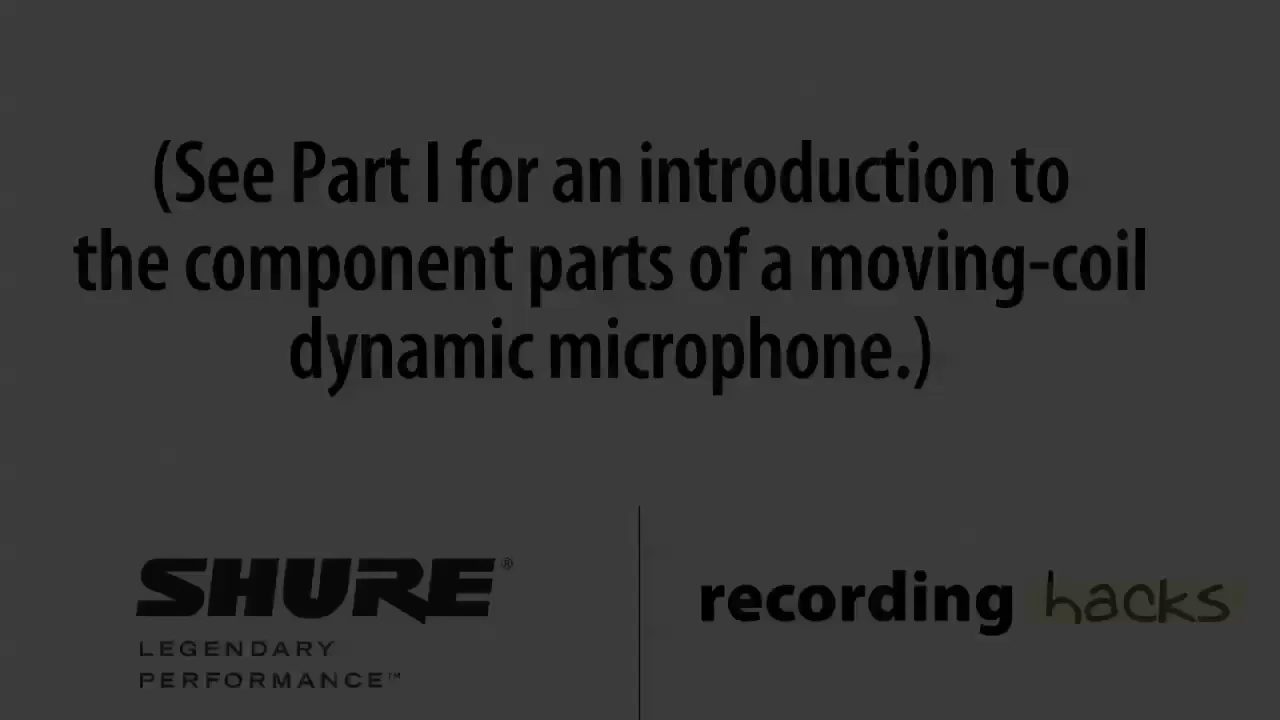 (See Part I for an introduction to
the component parts of a moving-coil
dynamic microphone.)
SHURE®
LEGENDARY
PERFORMANCE™
recording hacks